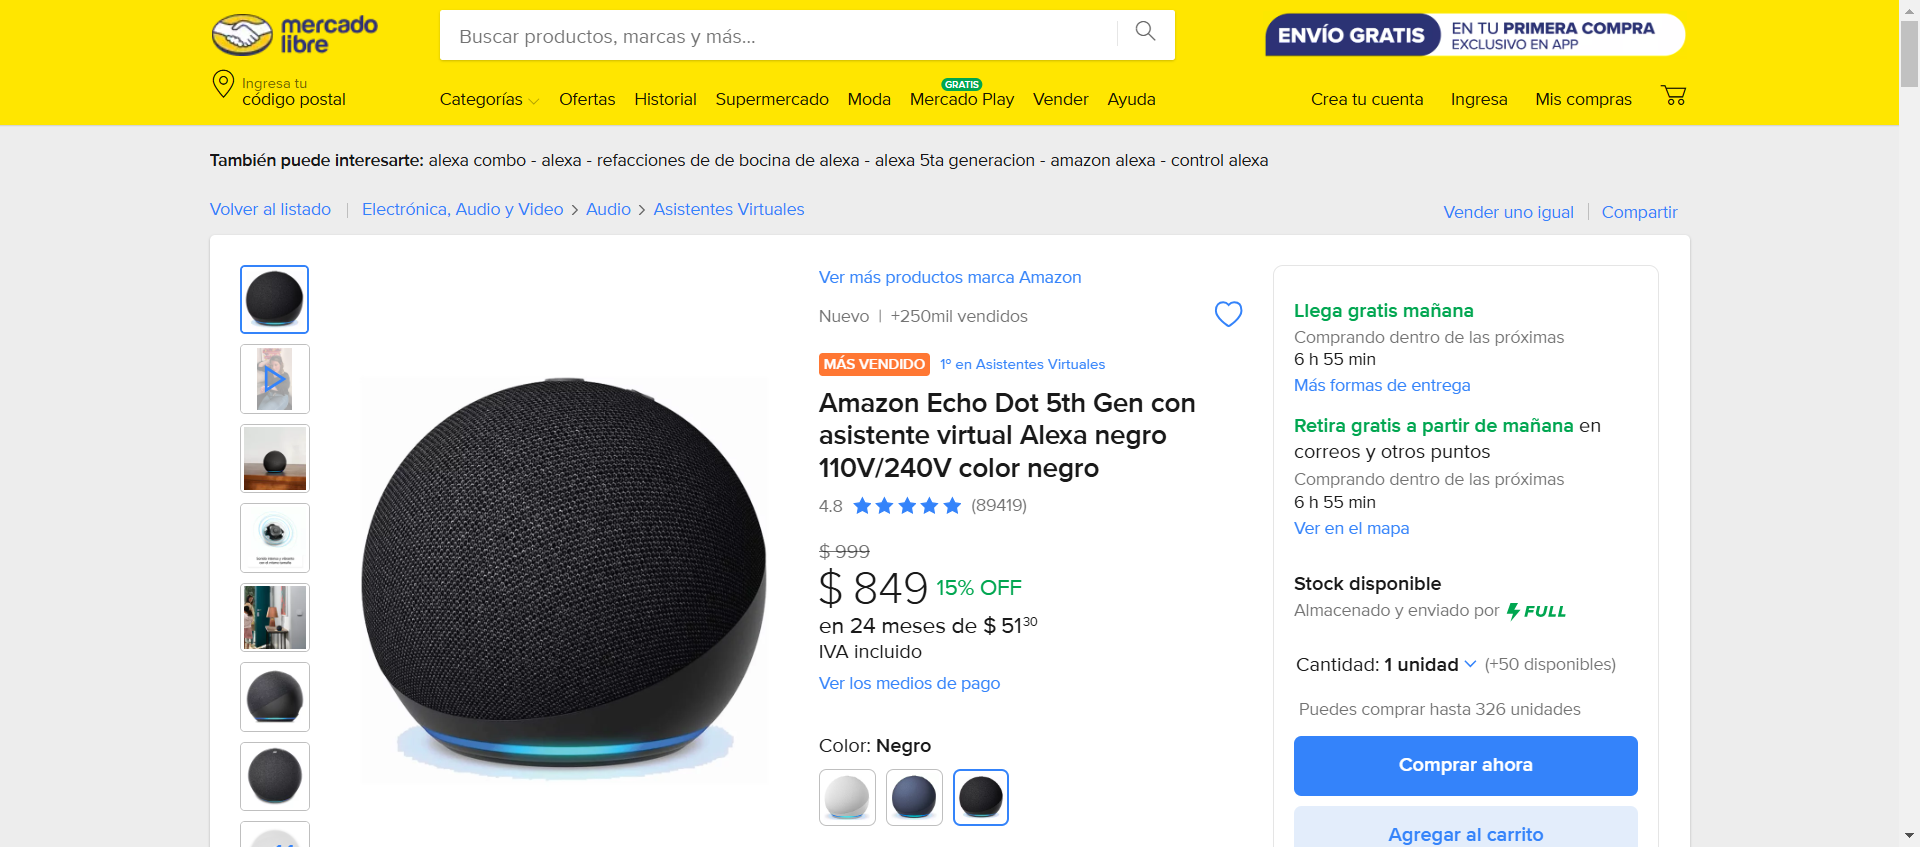 mercado
libre
Buscar productos, marcas y más...
ENVÍO GRATIS EN TU PRIMERA COMPRA
EXCLUSIVO EN APP
Ingresa tu
código postal
Categorías Ofertas Historial Supermercado Moda Mercado Play Vender Ayuda
GRATIS
Crea tu cuenta Ingresa Mis compras
También puede interesarte: alexa combo - alexa - refacciones de de bocina de alexa - alexa 5ta generacion - amazon alexa - control alexa
Volver al listado | Electrónica, Audio y Video > Audio > Asistentes Virtuales
Vender uno igual | Compartir
Ver más productos marca Amazon
Nuevo | +250mil vendidos
MÁS VENDIDO 1º en Asistentes Virtuales
Amazon Echo Dot 5th Gen con
asistente virtual Alexa negro
110V/240V color negro
4.8 (89419)
$ 999
$ 849 15% OFF
en 24 meses de $ 51 30
IVA incluido
Ver los medios de pago
Color: Negro
Llega gratis mañana
Comprando dentro de las próximas
6 h 55 min
Más formas de entrega
Retira gratis a partir de mañana en
correos y otros puntos
Comprando dentro de las próximas
6 h 55 min
Ver en el mapa
Stock disponible
Almacenado y enviado por FULL
Cantidad: 1 unidad (+50 disponibles)
Puedes comprar hasta 326 unidades
Comprar ahora
Agregar al carrito